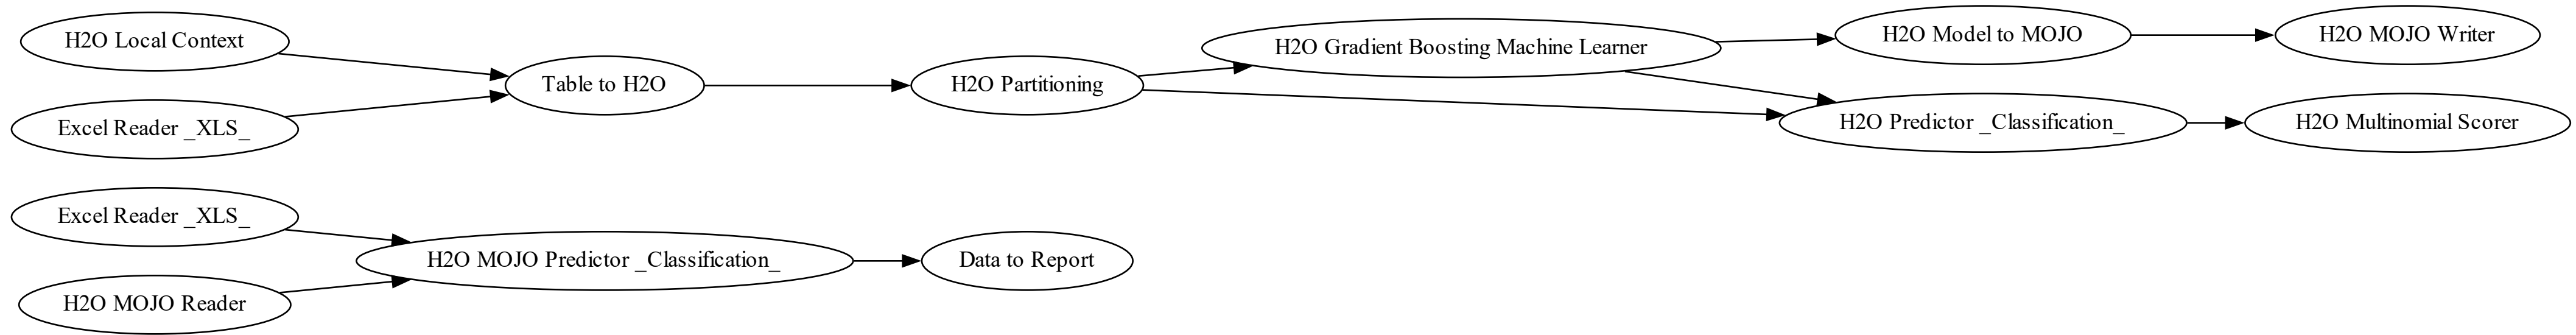 H2O Local Context
Excel Reader _XLS_
Table to H2O
H2O Partitioning
H2O Gradient Boosting Machine Learner
H2O Model to MOJO
H2O MOJO Writer
H2O Predictor _Classification_
H2O Multinomial Scorer
Excel Reader _XLS_
H2O MOJO Reader
H2O MOJO Predictor _Classification_
Data to Report